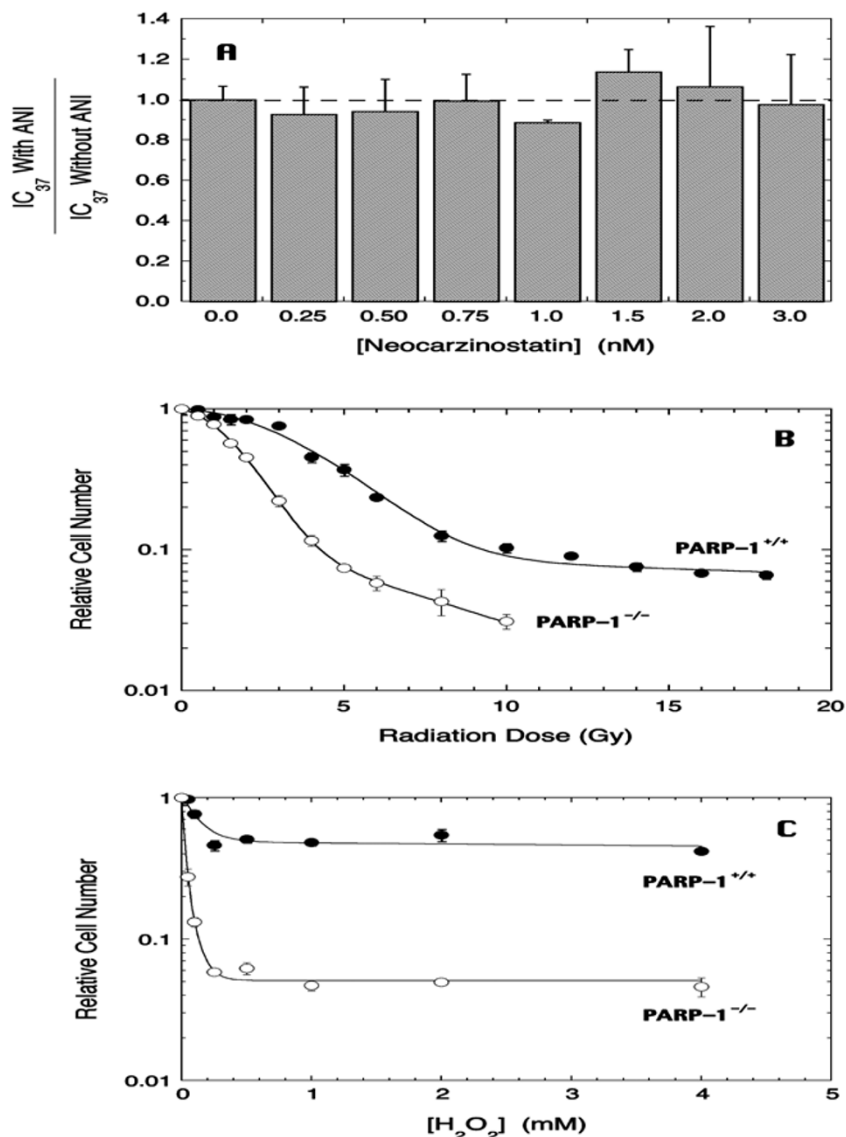 1.4
A
1.2
1.0
0.8
0.6
0.4
0.2
0.0
IC37 With ANI
IC37 Without ANI
0.0 0.25 0.50 0.75 1.0 1.5 2.0 3.0
[Neocarzinostatin] (nM)
1
B
Relative Cell Number
0.1
PARP–1+/+
PARP–1−/−
0.01
0 5 10 15 20
Radiation Dose (Gy)
1
C
Relative Cell Number
PARP–1+/+
0.1
PARP–1−/−
0.01
0 1 2 3 4 5
[H2O2] (mM)